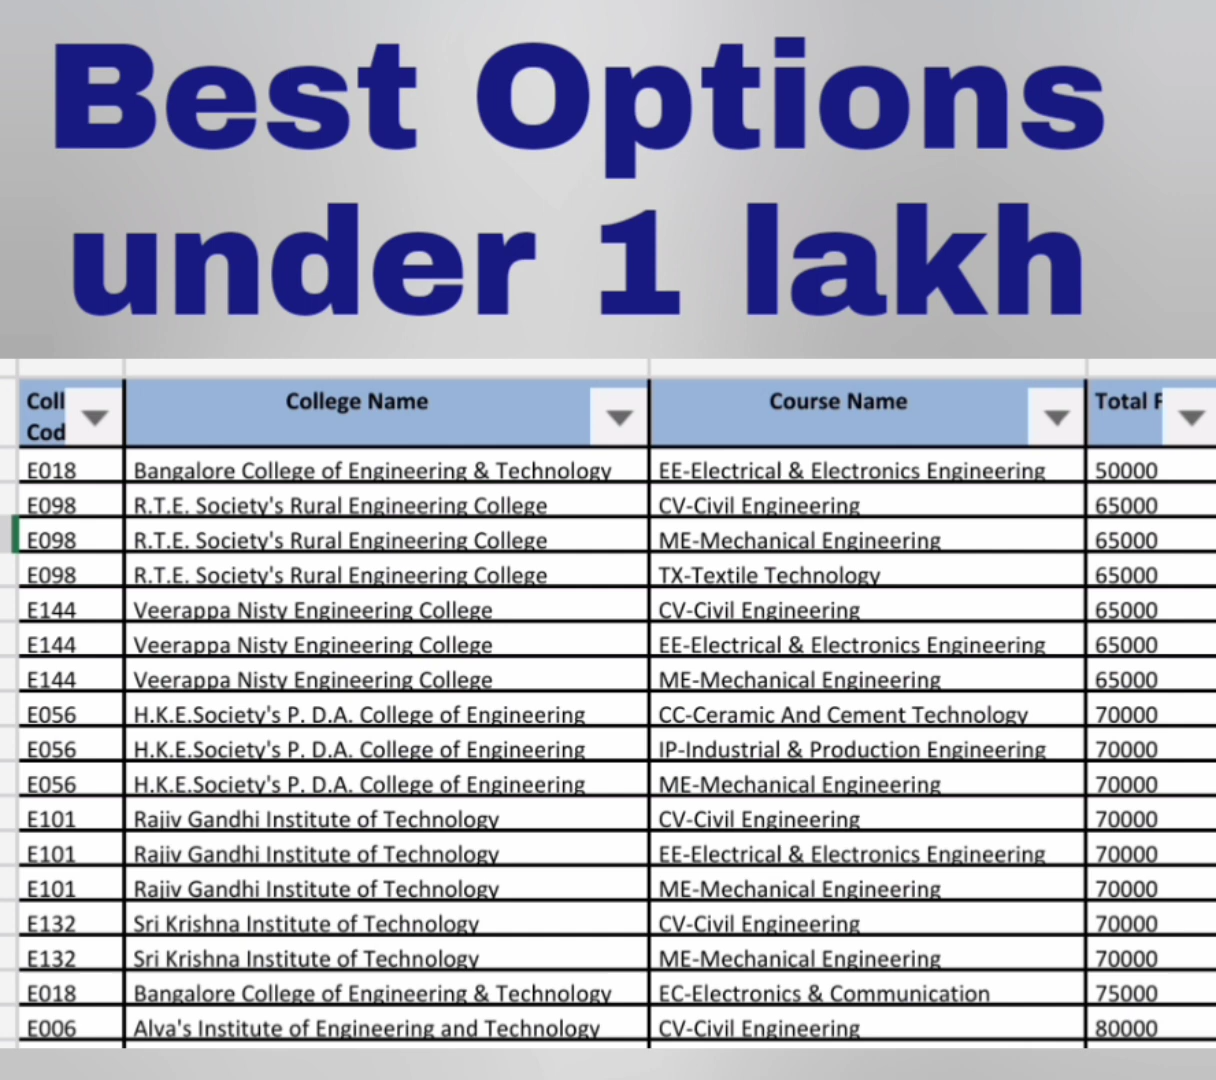 Best Options
under 1 lakh
Coll College Name Course Name Total F
Cod
E018 Bangalore College of Engineering & Technology EE-Electrical & Electronics Engineering 50000
E098 R.T.E. Society's Rural Engineering College CV-Civil Engineering 65000
E098 R.T.E. Society's Rural Engineering College ME-Mechanical Engineering 65000
E098 R.T.E. Society's Rural Engineering College TX-Textile Technology 65000
E144 Veerappa Nisty Engineering College CV-Civil Engineering 65000
E144 Veerappa Nisty Engineering College EE-Electrical & Electronics Engineering 65000
E144 Veerappa Nisty Engineering College ME-Mechanical Engineering 65000
E056 H.K.E.Society's P. D.A. College of Engineering CC-Ceramic And Cement Technology 70000
E056 H.K.E.Society's P. D.A. College of Engineering IP-Industrial & Production Engineering 70000
E056 H.K.E.Society's P. D.A. College of Engineering ME-Mechanical Engineering 70000
E101 Rajiv Gandhi Institute of Technology CV-Civil Engineering 70000
E101 Rajiv Gandhi Institute of Technology EE-Electrical & Electronics Engineering 70000
E101 Rajiv Gandhi Institute of Technology ME-Mechanical Engineering 70000
E132 Sri Krishna Institute of Technology CV-Civil Engineering 70000
E132 Sri Krishna Institute of Technology ME-Mechanical Engineering 70000
E018 Bangalore College of Engineering & Technology EC-Electronics & Communication 75000
E006 Alva's Institute of Engineering and Technology CV-Civil Engineering 80000